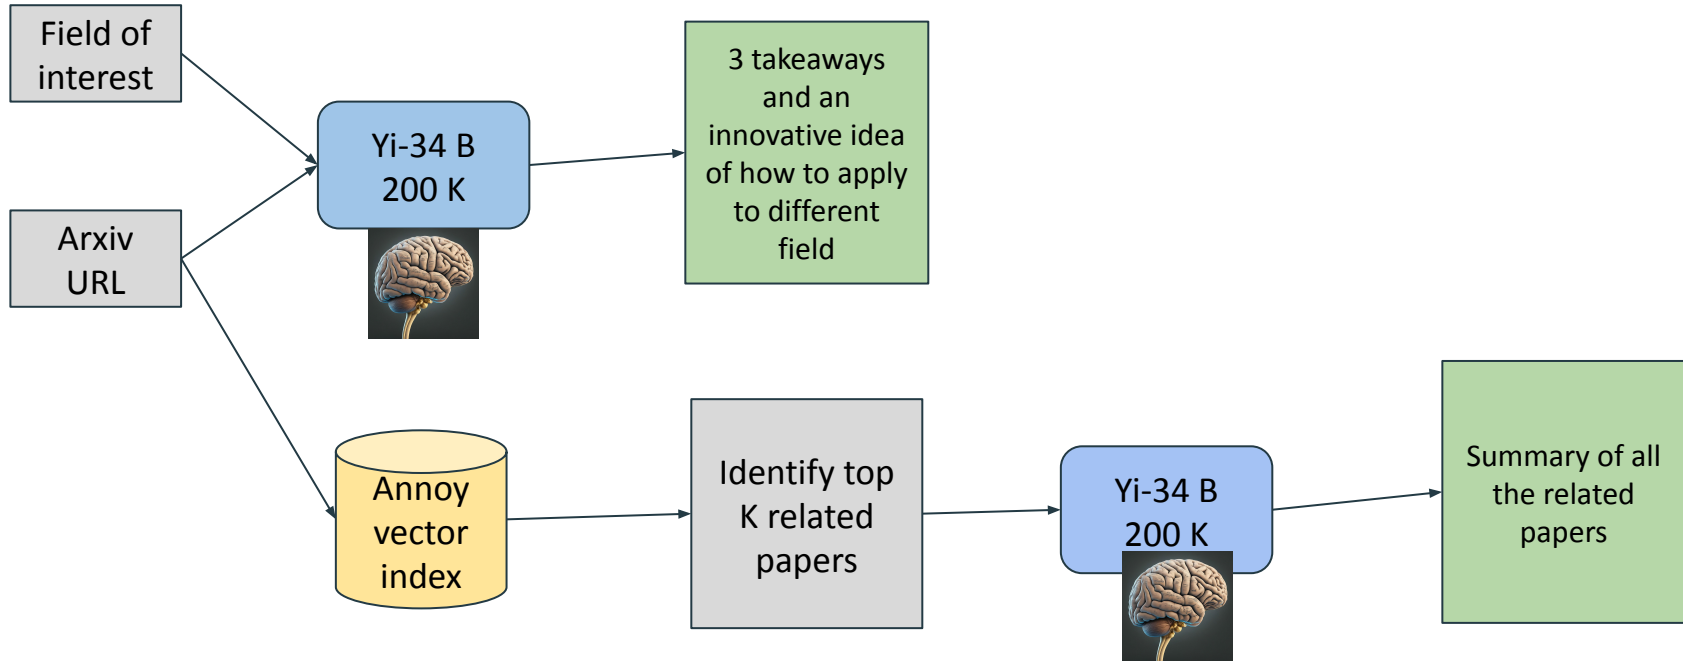 Field of
interest
Arxiv
URL
Yi-34 B
200 K
3 takeaways
and an
innovative idea
of how to apply
to different
field
Annoy
vector
index
Identify top
K related
papers
Yi-34 B
200 K
Summary of all
the related
papers